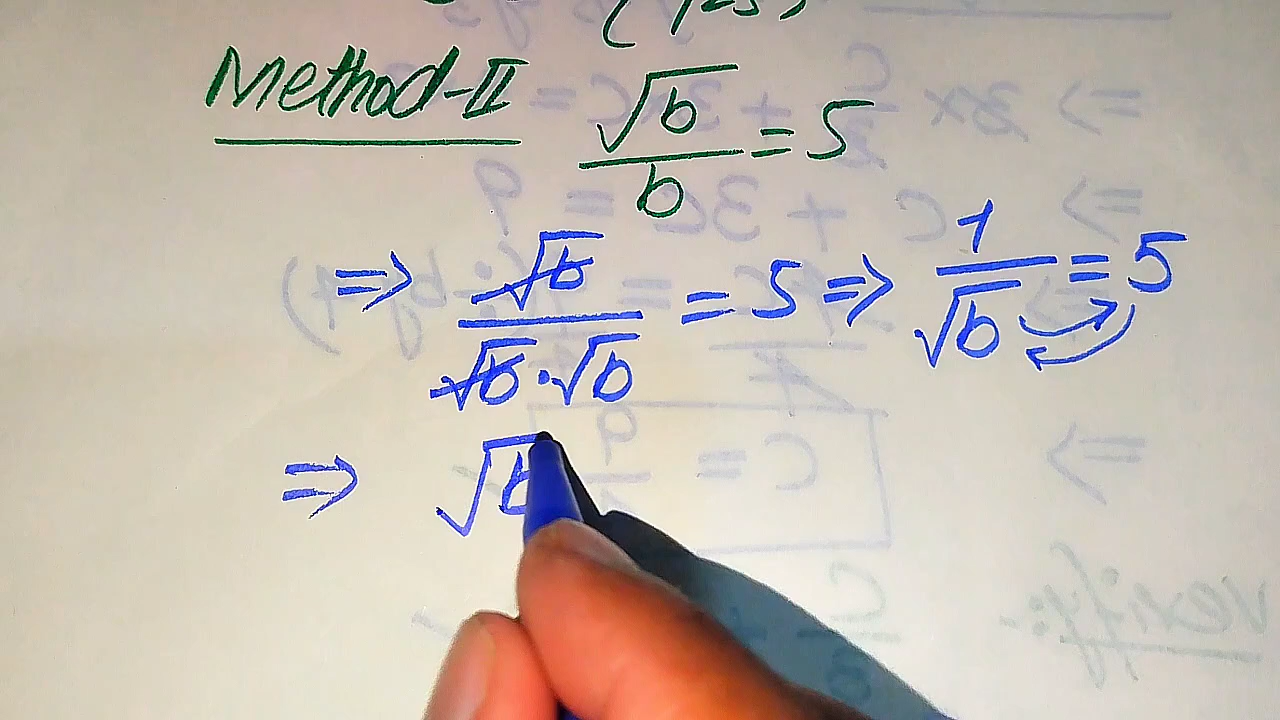 Method-II √b/b = 5
⇒ √b/(√b·√b) = 5 ⇒ 1/√b = 5
⇒ √b